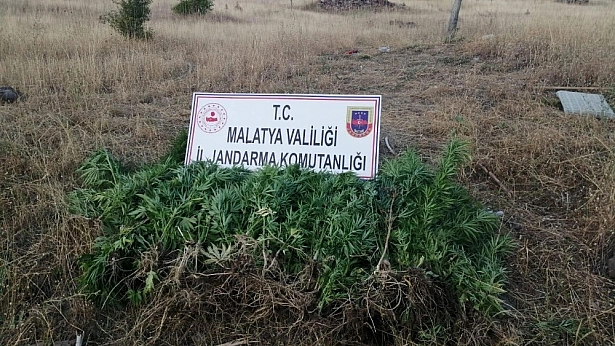 T.C.
MALATYA VALİLİĞİ
İL JANDARMA KOMUTANLIĞI